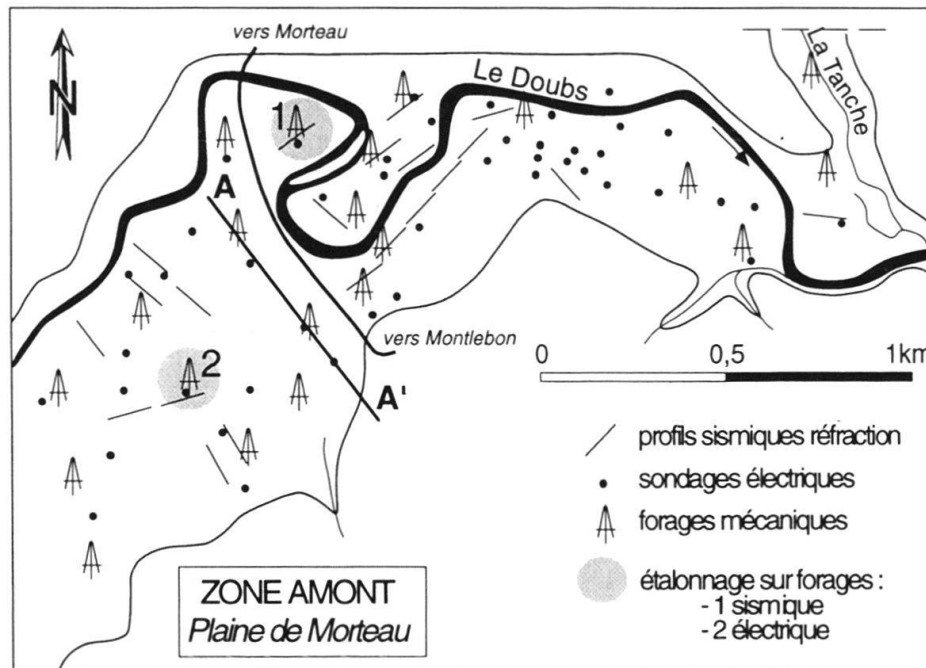 vers Morteau
Le Doubs
La Tanche
N
1
A
vers Montlebon
2
A'
0
0,5
1km
profils sismiques réfraction
sondages électriques
forages mécaniques
étalonnage sur forages :
- 1 sismique
- 2 électrique
ZONE AMONT
Plaine de Morteau